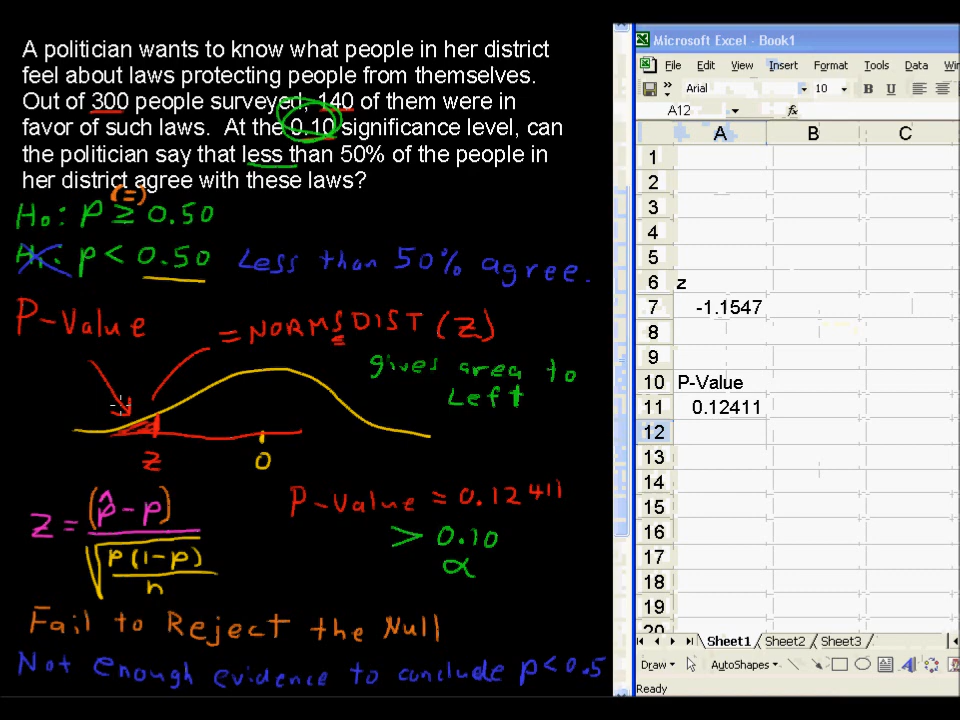 A politician wants to know what people in her district
feel about laws protecting people from themselves.
Out of 300 people surveyed, 140 of them were in
favor of such laws. At the 0.10 significance level, can
the politician say that less than 50% of the people in
her district agree with these laws?
(=)
H₀: p ≥ 0.50
H₁: p < 0.50 Less than 50% agree.
P-Value
= NORMSDIST (Z)
gives area to
Left
Z
0
Z = (p̂ - p)
√ p(1-p)
n
P-Value = 0.12411
> 0.10
α
Fail to Reject the Null
Not enough evidence to conclude p < 0.5
Microsoft Excel - Book1
File Edit View Insert Format Tools Data Win
Arial 10 B U
A12 fx
A B C
1
2
3
4
5
6 z
7 -1.1547
8
9
10 P-Value
11 0.12411
12
13
14
15
16
17
18
19
20
Sheet1 Sheet2 Sheet3
Draw AutoShapes
Ready